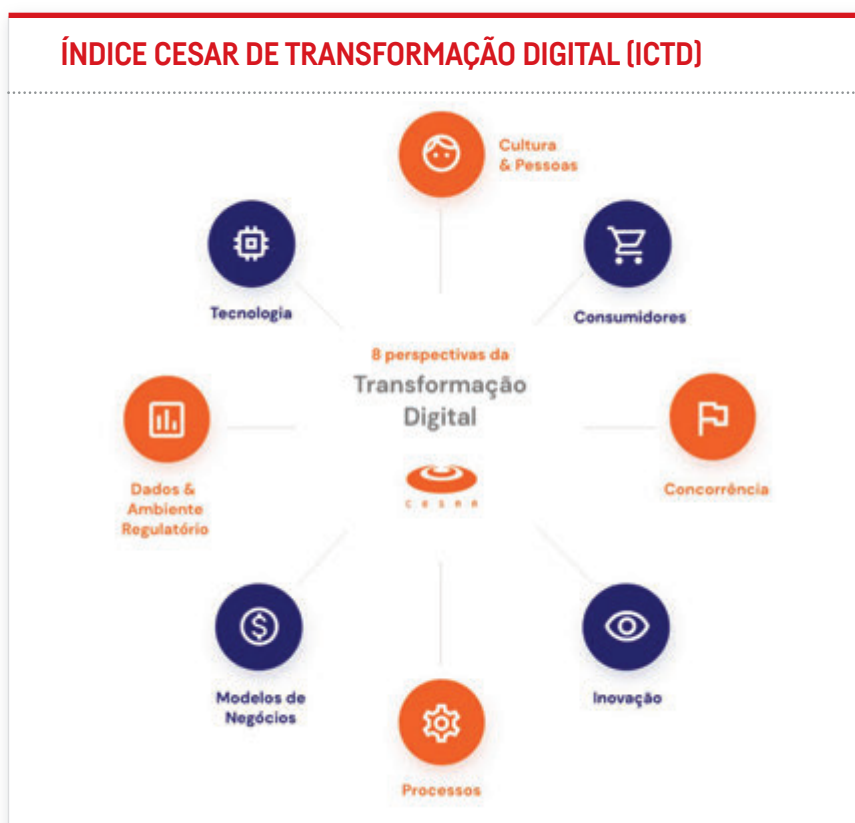 ÍNDICE CESAR DE TRANSFORMAÇÃO DIGITAL (ICTD)
Cultura
& Pessoas
Tecnologia
Consumidores
8 perspectivas da
Transformação
Digital
cesar
Dados &
Ambiente
Regulatório
Concorrência
Modelos de
Negócios
Inovação
Processos